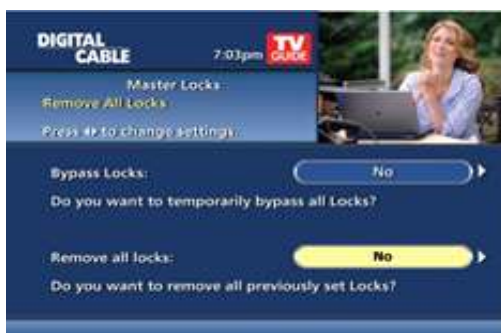 DIGITAL
CABLE
7:03pm
TV
GUIDE
Master Locks
Remove All Locks
Press ◀▶ to change settings
Bypass Locks:
No
Do you want to temporarily bypass all Locks?
Remove all locks:
No
Do you want to remove all previously set Locks?